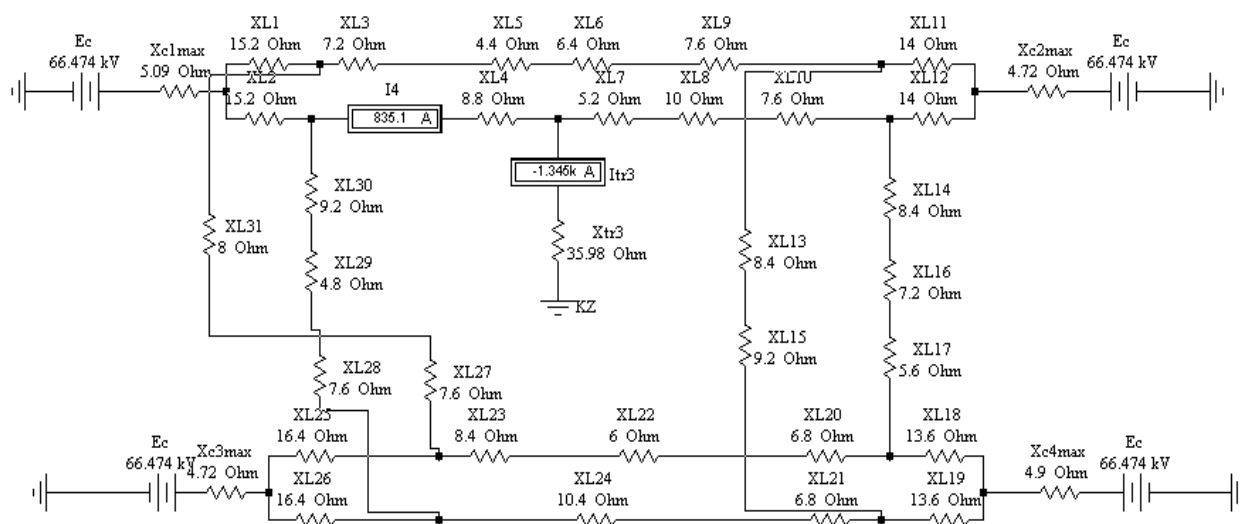 XL1
15.2 Ohm
XL3
7.2 Ohm
XL5
4.4 Ohm
XL6
6.4 Ohm
XL9
7.6 Ohm
XL11
14 Ohm
Ec
66.474 kV
Xc1max
5.09 Ohm
XL2
15.2 Ohm
I4
835.1 A
XL4
8.8 Ohm
XL7
5.2 Ohm
XL8
10 Ohm
XL10
7.6 Ohm
XL12
14 Ohm
Xc2max
4.72 Ohm
Ec
66.474 kV
-1.345k A
Itr3
XL30
9.2 Ohm
XL14
8.4 Ohm
XL31
8 Ohm
Xtr3
35.98 Ohm
XL13
8.4 Ohm
XL29
4.8 Ohm
XL16
7.2 Ohm
KZ
XL15
9.2 Ohm
XL17
5.6 Ohm
XL28
7.6 Ohm
XL27
7.6 Ohm
XL25
16.4 Ohm
XL23
8.4 Ohm
XL22
6 Ohm
XL20
6.8 Ohm
XL18
13.6 Ohm
Ec
66.474 kV
Xc3max
4.72 Ohm
XL26
16.4 Ohm
XL24
10.4 Ohm
XL21
6.8 Ohm
XL19
13.6 Ohm
Xc4max
4.9 Ohm
Ec
66.474 kV